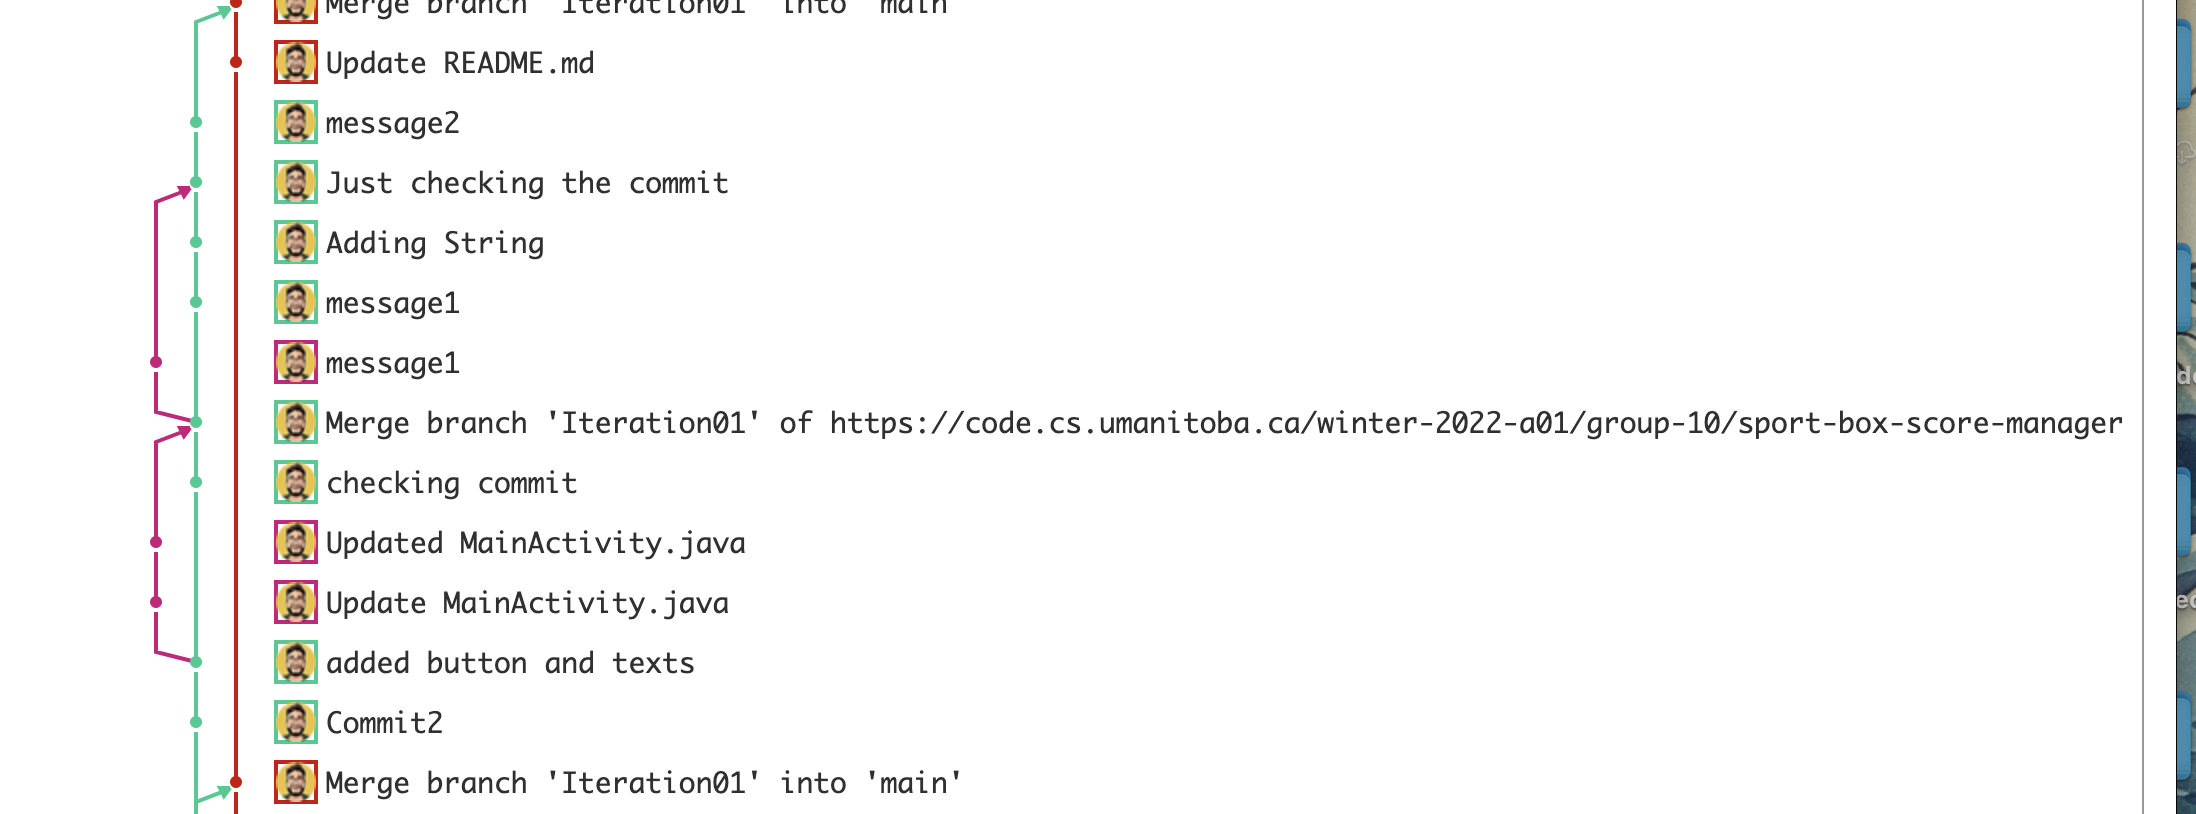 Merge branch 'Iteration01' into 'main'
Update README.md
message2
Just checking the commit
Adding String
message1
message1
Merge branch 'Iteration01' of https://code.cs.umanitoba.ca/winter-2022-a01/group-10/sport-box-score-manager
checking commit
Updated MainActivity.java
Update MainActivity.java
added button and texts
Commit2
Merge branch 'Iteration01' into 'main'